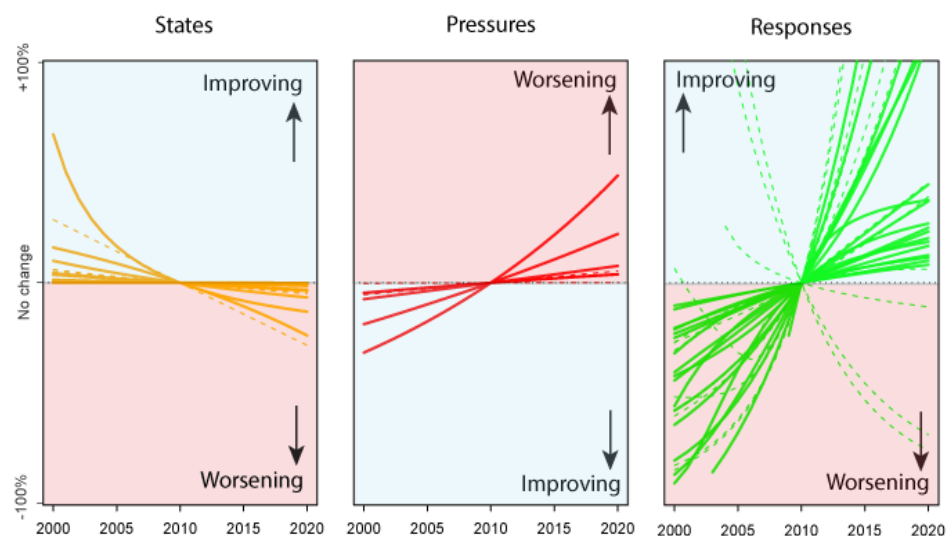 States
Pressures
Responses
+100%
No change
-100%
Improving
Worsening
2000 2005 2010 2015 2020
Worsening
Improving
2000 2005 2010 2015 2020
Improving
Worsening
2000 2005 2010 2015 2020